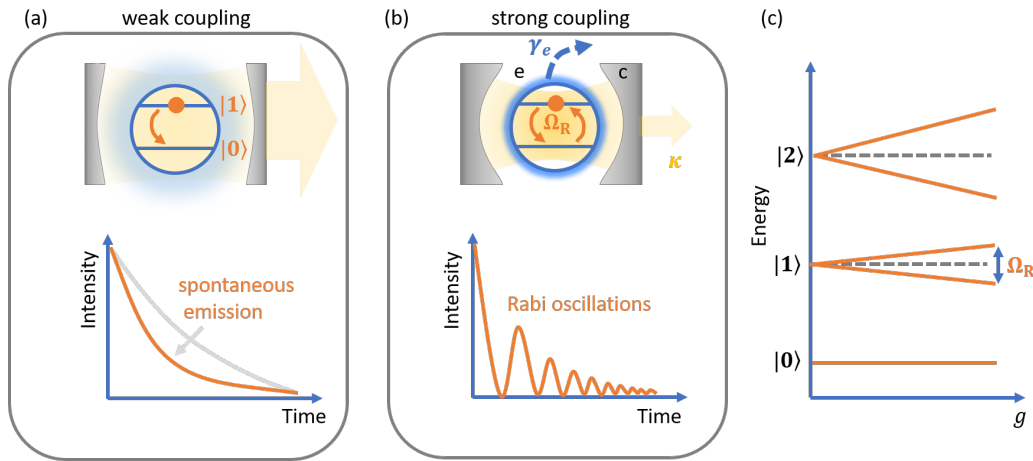 (a)
weak coupling
|1⟩
|0⟩
Intensity
spontaneous
emission
Time
(b)
strong coupling
γe
e
c
ΩR
κ
Intensity
Rabi oscillations
Time
(c)
Energy
|2⟩
|1⟩
ΩR
|0⟩
g